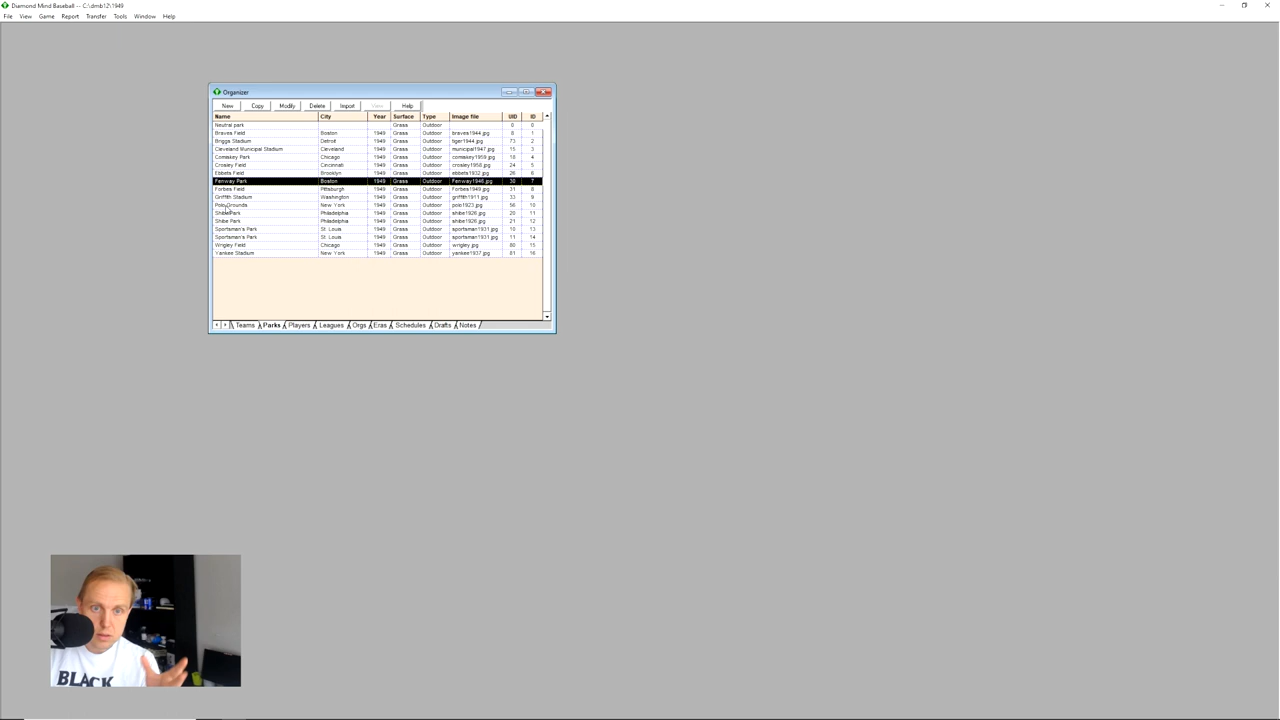 Diamond Mind Baseball -- C:\dmb12\1949
File View Game Report Transfer Tools Window Help
Organizer
New Copy Modify Delete Import View Help
Name City Year Surface Type Image file UID ID
Neutral park Grass Outdoor 0 0
Braves Field Boston 1949 Grass Outdoor braves1944.jpg 8 1
Briggs Stadium Detroit 1949 Grass Outdoor tiger1944.jpg 73 2
Cleveland Municipal Stadium Cleveland 1949 Grass Outdoor municipal1947.jpg 15 3
Comiskey Park Chicago 1949 Grass Outdoor comiskey1959.jpg 18 4
Crosley Field Cincinnati 1949 Grass Outdoor crosley1958.jpg 24 5
Ebbets Field Brooklyn 1949 Grass Outdoor ebbets1932.jpg 26 6
Fenway Park Boston 1949 Grass Outdoor Fenway1946.jpg 30 7
Forbes Field Pittsburgh 1949 Grass Outdoor Forbes1949.jpg 31 8
Griffith Stadium Washington 1949 Grass Outdoor griffith1911.jpg 33 9
Polo Grounds New York 1949 Grass Outdoor polo1923.jpg 56 10
Shibe Park Philadelphia 1949 Grass Outdoor shibe1926.jpg 20 11
Shibe Park Philadelphia 1949 Grass Outdoor shibe1926.jpg 21 12
Sportsman's Park St. Louis 1949 Grass Outdoor sportsman1931.jpg 10 13
Sportsman's Park St. Louis 1949 Grass Outdoor sportsman1931.jpg 11 14
Wrigley Field Chicago 1949 Grass Outdoor wrigley.jpg 80 15
Yankee Stadium New York 1949 Grass Outdoor yankee1937.jpg 81 16
Teams Parks Players Leagues Orgs Eras Schedules Drafts Notes
BLACK